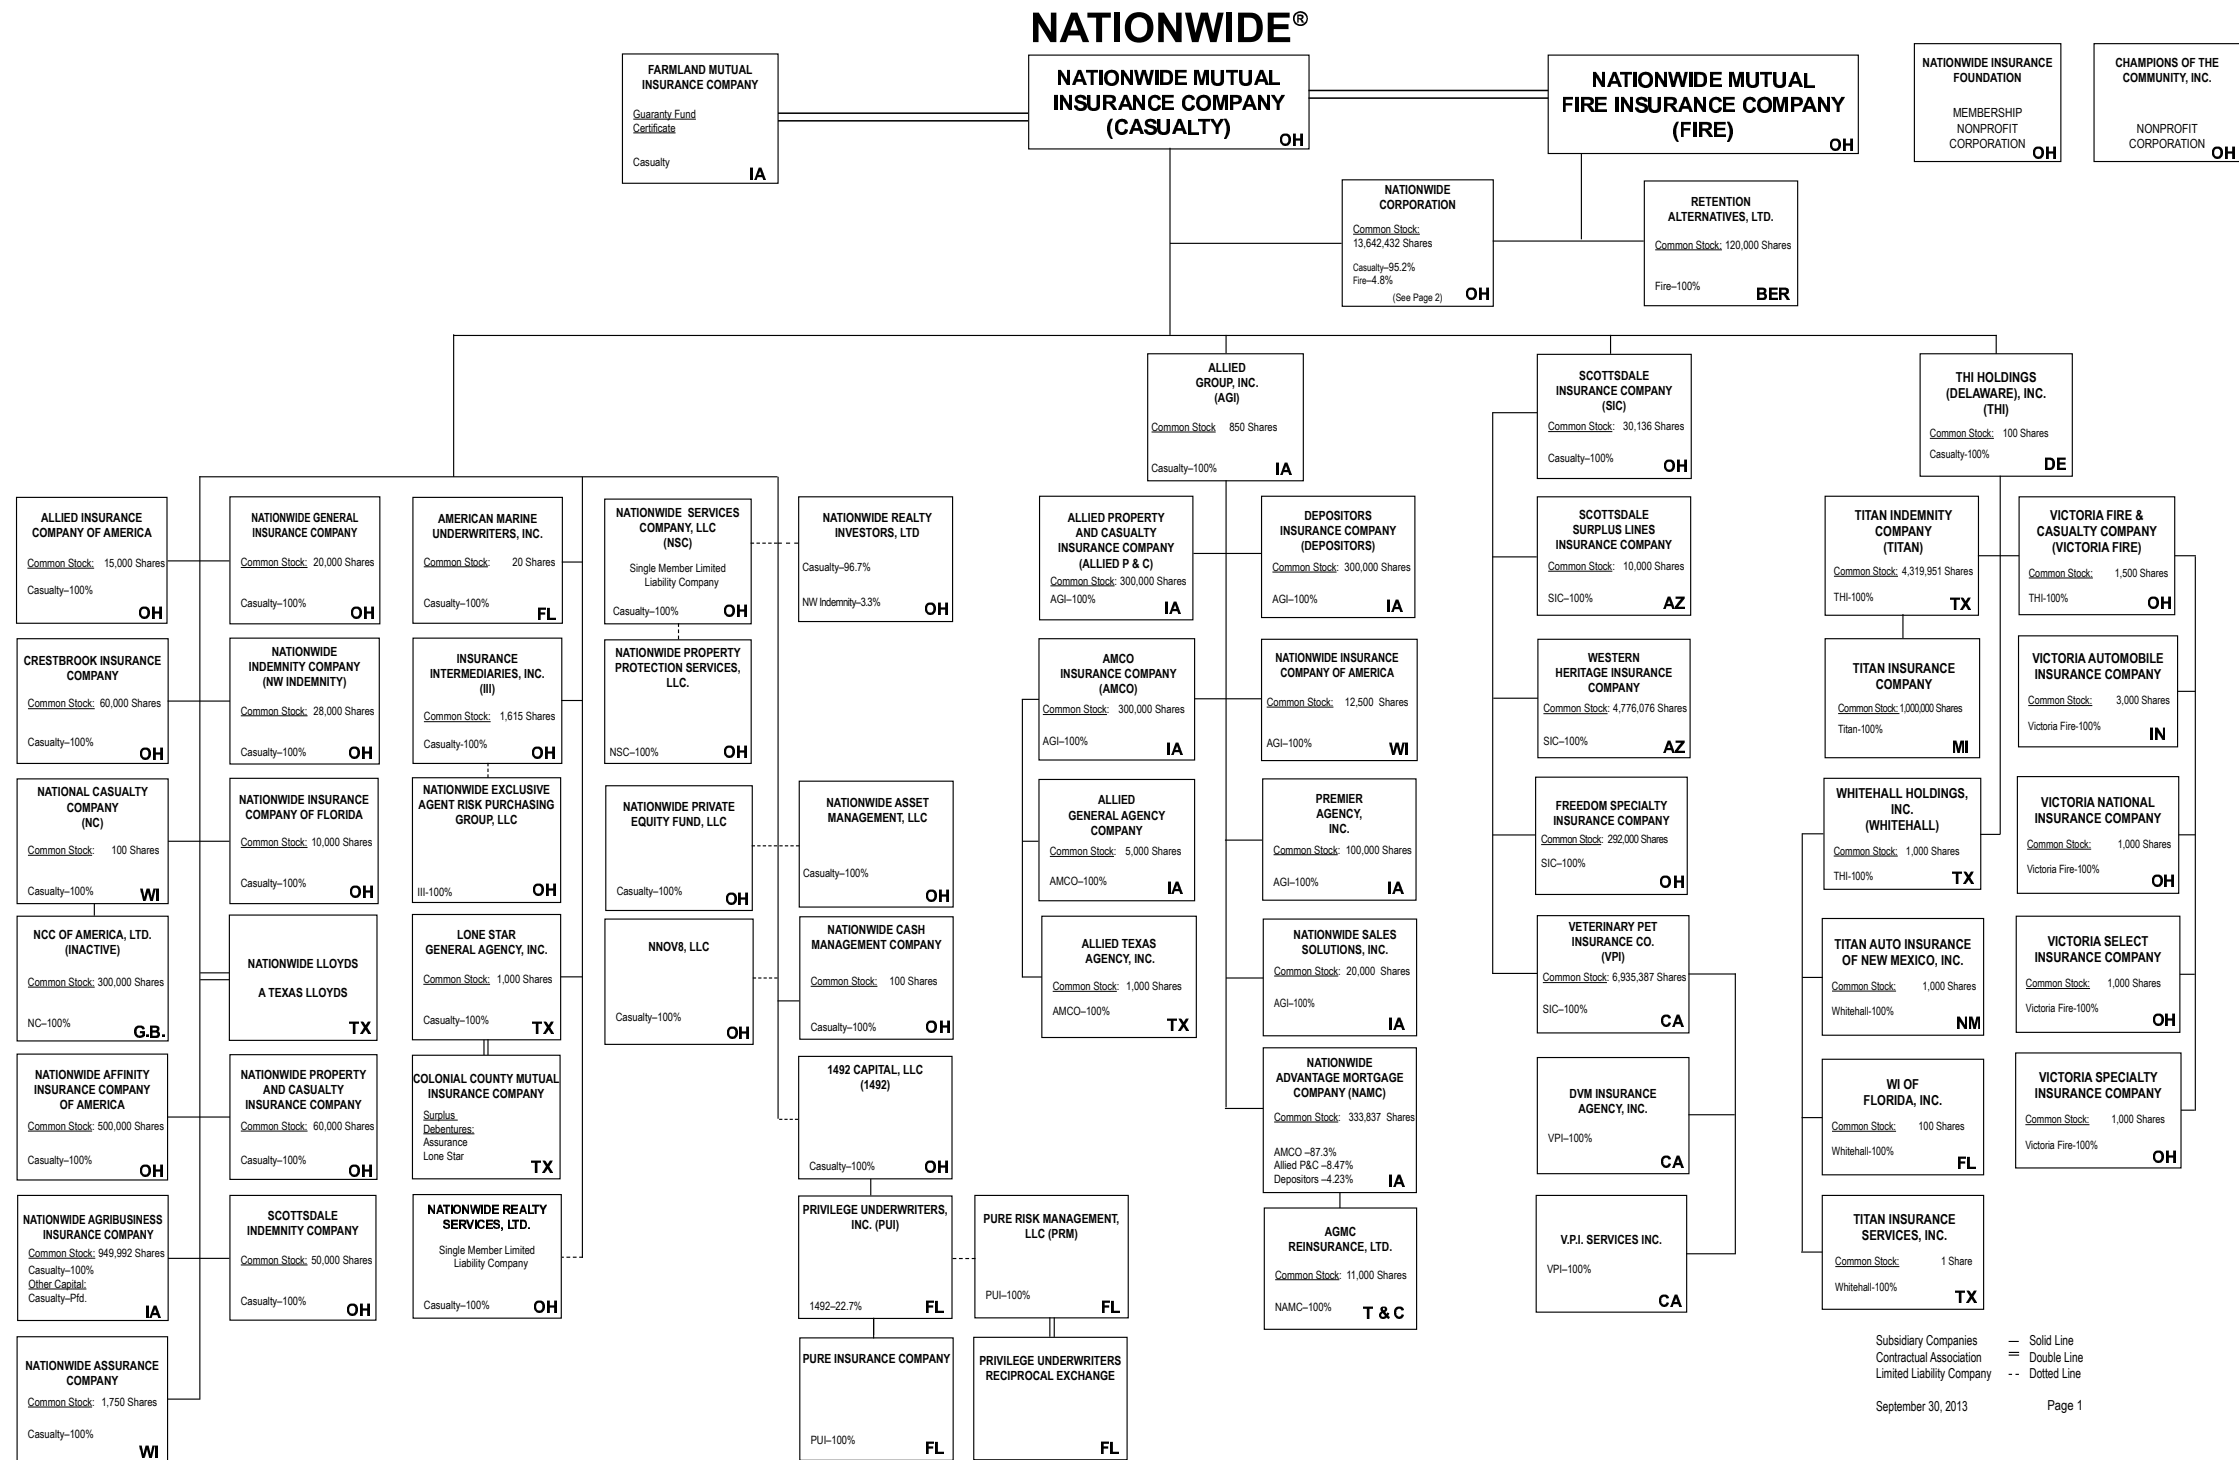 NATIONWIDE®
FARMLAND MUTUAL
INSURANCE COMPANY
Guaranty Fund
Certificate
Casualty
IA
NATIONWIDE MUTUAL
INSURANCE COMPANY
(CASUALTY)
OH
NATIONWIDE MUTUAL
FIRE INSURANCE COMPANY
(FIRE)
OH
NATIONWIDE INSURANCE
FOUNDATION
MEMBERSHIP
NONPROFIT
CORPORATION
OH
CHAMPIONS OF THE
COMMUNITY, INC.
NONPROFIT
CORPORATION
OH
NATIONWIDE
CORPORATION
Common Stock:
13,642,432 Shares
Casualty–95.2%
Fire–4.8%
(See Page 2)
OH
RETENTION
ALTERNATIVES, LTD.
Common Stock: 120,000 Shares
Fire–100%
BER
ALLIED
GROUP, INC.
(AGI)
Common Stock 850 Shares
Casualty–100%
IA
SCOTTSDALE
INSURANCE COMPANY
(SIC)
Common Stock: 30,136 Shares
Casualty–100%
OH
THI HOLDINGS
(DELAWARE), INC.
(THI)
Common Stock: 100 Shares
Casualty-100%
DE
ALLIED INSURANCE
COMPANY OF AMERICA
Common Stock: 15,000 Shares
Casualty–100%
OH
NATIONWIDE GENERAL
INSURANCE COMPANY
Common Stock: 20,000 Shares
Casualty–100%
OH
AMERICAN MARINE
UNDERWRITERS, INC.
Common Stock: 20 Shares
Casualty–100%
FL
NATIONWIDE SERVICES
COMPANY, LLC
(NSC)
Single Member Limited
Liability Company
Casualty–100%
OH
NATIONWIDE REALTY
INVESTORS, LTD
Casualty–96.7%
NW Indemnity–3.3%
OH
ALLIED PROPERTY
AND CASUALTY
INSURANCE COMPANY
(ALLIED P & C)
Common Stock: 300,000 Shares
AGI–100%
IA
DEPOSITORS
INSURANCE COMPANY
(DEPOSITORS)
Common Stock: 300,000 Shares
AGI–100%
IA
SCOTTSDALE
SURPLUS LINES
INSURANCE COMPANY
Common Stock: 10,000 Shares
SIC–100%
AZ
TITAN INDEMNITY
COMPANY
(TITAN)
Common Stock: 4,319,951 Shares
THI-100%
TX
VICTORIA FIRE &
CASUALTY COMPANY
(VICTORIA FIRE)
Common Stock: 1,500 Shares
THI-100%
OH
CRESTBROOK INSURANCE
COMPANY
Common Stock: 60,000 Shares
Casualty–100%
OH
NATIONWIDE
INDEMNITY COMPANY
(NW INDEMNITY)
Common Stock: 28,000 Shares
Casualty–100%
OH
INSURANCE
INTERMEDIARIES, INC.
(III)
Common Stock: 1,615 Shares
Casualty-100%
OH
NATIONWIDE PROPERTY
PROTECTION SERVICES,
LLC.
NSC–100%
OH
AMCO
INSURANCE COMPANY
(AMCO)
Common Stock: 300,000 Shares
AGI–100%
IA
NATIONWIDE INSURANCE
COMPANY OF AMERICA
Common Stock: 12,500 Shares
AGI–100%
WI
WESTERN
HERITAGE INSURANCE
COMPANY
Common Stock: 4,776,076 Shares
SIC–100%
AZ
TITAN INSURANCE
COMPANY
Common Stock: 1,000,000 Shares
Titan-100%
MI
VICTORIA AUTOMOBILE
INSURANCE COMPANY
Common Stock: 3,000 Shares
Victoria Fire-100%
IN
NATIONAL CASUALTY
COMPANY
(NC)
Common Stock: 100 Shares
Casualty–100%
WI
NATIONWIDE INSURANCE
COMPANY OF FLORIDA
Common Stock: 10,000 Shares
Casualty–100%
OH
NATIONWIDE EXCLUSIVE
AGENT RISK PURCHASING
GROUP, LLC
III-100%
OH
NATIONWIDE PRIVATE
EQUITY FUND, LLC
Casualty–100%
OH
NATIONWIDE ASSET
MANAGEMENT, LLC
Casualty–100%
OH
ALLIED
GENERAL AGENCY
COMPANY
Common Stock: 5,000 Shares
AMCO–100%
IA
PREMIER
AGENCY,
INC.
Common Stock: 100,000 Shares
AGI–100%
IA
FREEDOM SPECIALTY
INSURANCE COMPANY
Common Stock: 292,000 Shares
SIC–100%
OH
WHITEHALL HOLDINGS,
INC.
(WHITEHALL)
Common Stock: 1,000 Shares
THI-100%
TX
VICTORIA NATIONAL
INSURANCE COMPANY
Common Stock: 1,000 Shares
Victoria Fire-100%
OH
NCC OF AMERICA, LTD.
(INACTIVE)
Common Stock: 300,000 Shares
NC–100%
G.B.
NATIONWIDE LLOYDS
A TEXAS LLOYDS
TX
LONE STAR
GENERAL AGENCY, INC.
Common Stock: 1,000 Shares
Casualty–100%
TX
NNOV8, LLC
Casualty–100%
OH
NATIONWIDE CASH
MANAGEMENT COMPANY
Common Stock: 100 Shares
Casualty–100%
OH
ALLIED TEXAS
AGENCY, INC.
Common Stock: 1,000 Shares
AMCO–100%
TX
NATIONWIDE SALES
SOLUTIONS, INC.
Common Stock: 20,000 Shares
AGI–100%
IA
VETERINARY PET
INSURANCE CO.
(VPI)
Common Stock: 6,935,387 Shares
SIC–100%
CA
TITAN AUTO INSURANCE
OF NEW MEXICO, INC.
Common Stock: 1,000 Shares
Whitehall-100%
NM
VICTORIA SELECT
INSURANCE COMPANY
Common Stock: 1,000 Shares
Victoria Fire-100%
OH
NATIONWIDE AFFINITY
INSURANCE COMPANY
OF AMERICA
Common Stock: 500,000 Shares
Casualty–100%
OH
NATIONWIDE PROPERTY
AND CASUALTY
INSURANCE COMPANY
Common Stock: 60,000 Shares
Casualty–100%
OH
COLONIAL COUNTY MUTUAL
INSURANCE COMPANY
Surplus
Debentures:
Assurance
Lone Star
TX
1492 CAPITAL, LLC
(1492)
Casualty–100%
OH
NATIONWIDE
ADVANTAGE MORTGAGE
COMPANY (NAMC)
Common Stock: 333,837 Shares
AMCO –87.3%
Allied P&C –8.47%
Depositors –4.23%
IA
DVM INSURANCE
AGENCY, INC.
VPI–100%
CA
WI OF
FLORIDA, INC.
Common Stock: 100 Shares
Whitehall-100%
FL
VICTORIA SPECIALTY
INSURANCE COMPANY
Common Stock: 1,000 Shares
Victoria Fire-100%
OH
NATIONWIDE AGRIBUSINESS
INSURANCE COMPANY
Common Stock: 949,992 Shares
Casualty–100%
Other Capital:
Casualty–Pfd.
IA
SCOTTSDALE
INDEMNITY COMPANY
Common Stock: 50,000 Shares
Casualty–100%
OH
NATIONWIDE REALTY
SERVICES, LTD.
Single Member Limited
Liability Company
Casualty–100%
OH
PRIVILEGE UNDERWRITERS,
INC. (PUI)
1492–22.7%
FL
PURE RISK MANAGEMENT,
LLC (PRM)
PUI–100%
FL
AGMC
REINSURANCE, LTD.
Common Stock: 11,000 Shares
NAMC–100%
T & C
V.P.I. SERVICES INC.
VPI–100%
CA
TITAN INSURANCE
SERVICES, INC.
Common Stock: 1 Share
Whitehall-100%
TX
NATIONWIDE ASSURANCE
COMPANY
Common Stock: 1,750 Shares
Casualty–100%
WI
PURE INSURANCE COMPANY
PUI–100%
FL
PRIVILEGE UNDERWRITERS
RECIPROCAL EXCHANGE
FL
Subsidiary Companies — Solid Line
Contractual Association = Double Line
Limited Liability Company -- Dotted Line
September 30, 2013 Page 1